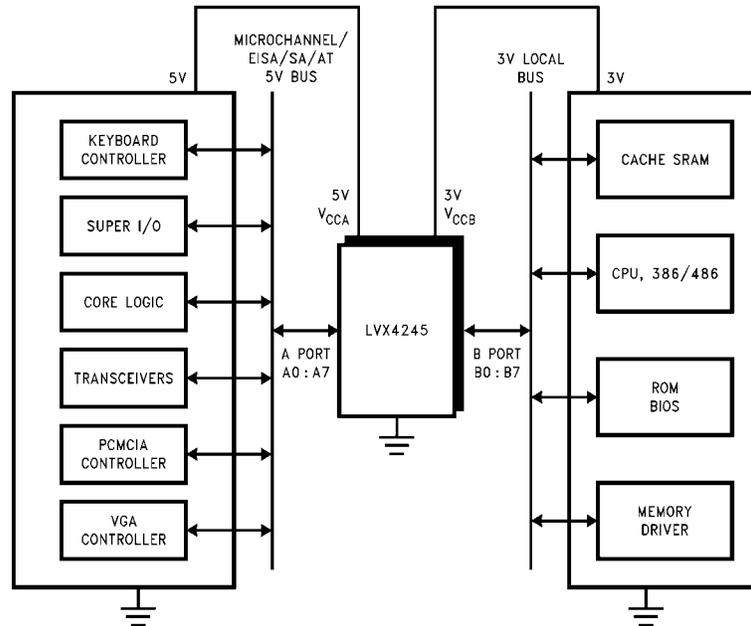 MICROCHANNEL/
EISA/SA/AT
5V BUS
5V
3V LOCAL
BUS
3V
KEYBOARD
CONTROLLER
SUPER I/O
CORE LOGIC
TRANSCEIVERS
PCMCIA
CONTROLLER
VGA
CONTROLLER
5V
VCCA
3V
VCCB
LVX4245
A PORT
A0:A7
B PORT
B0:B7
CACHE SRAM
CPU, 386/486
ROM
BIOS
MEMORY
DRIVER